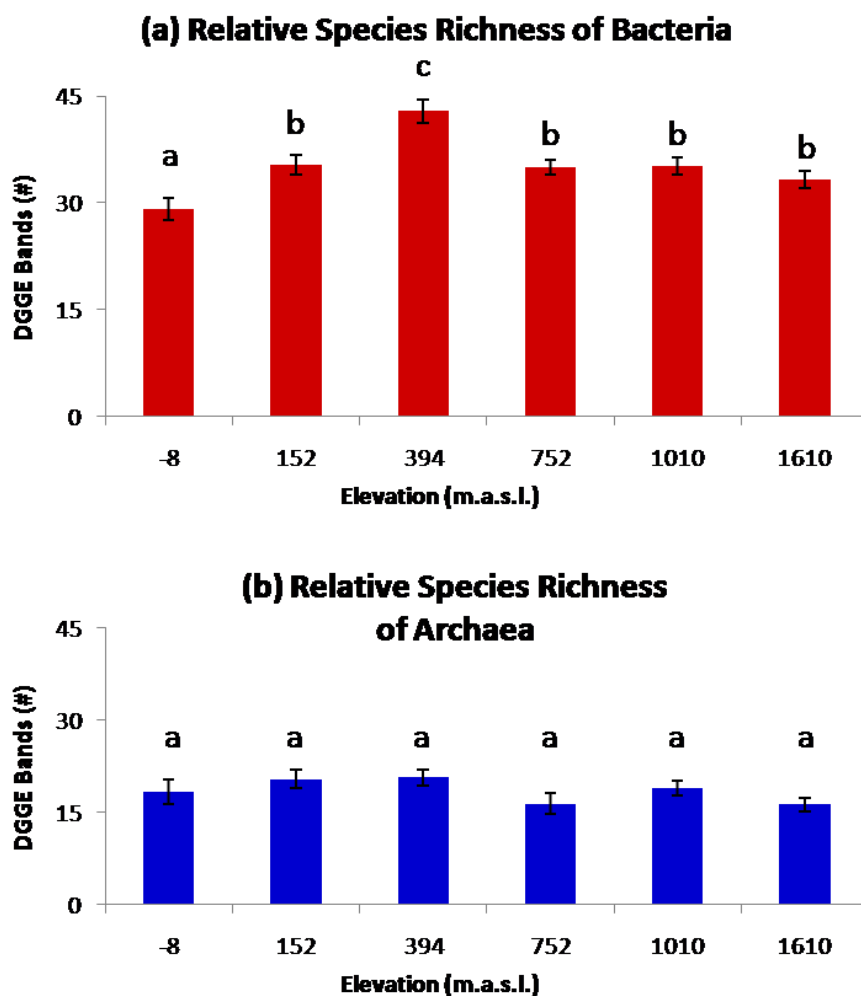 (a) Relative Species Richness of Bacteria
c
45
b
b
b
b
a
30
DGGE Bands (#)
15
0
-8 152 394 752 1010 1610
Elevation (m.a.s.l.)
(b) Relative Species Richness
of Archaea
45
30
a a a a a a
DGGE Bands (#)
15
0
-8 152 394 752 1010 1610
Elevation (m.a.s.l.)